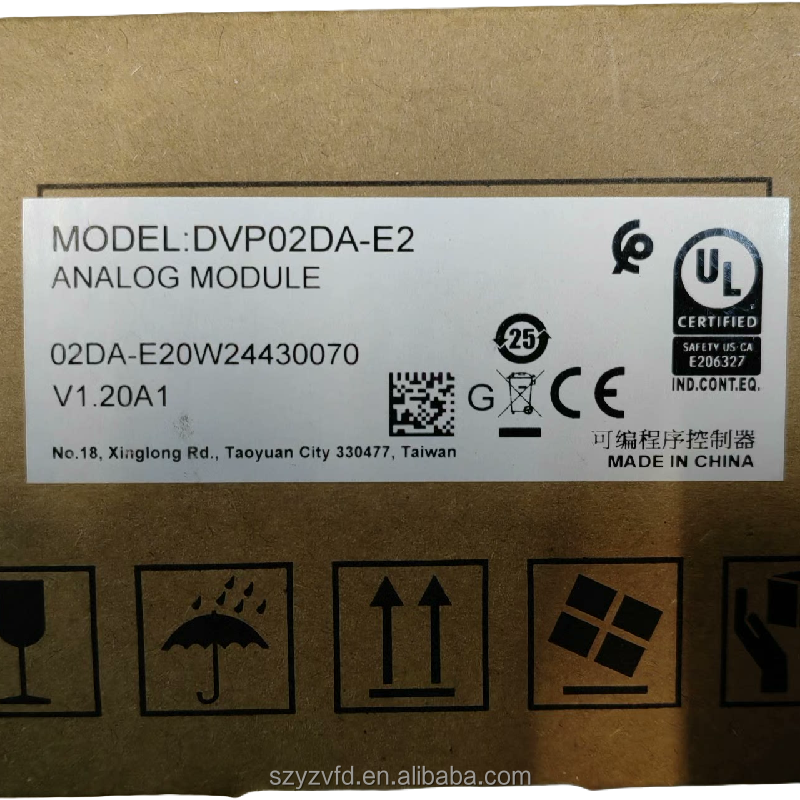 MODEL:DVP02DA-E2
ANALOG MODULE
02DA-E20W24430070
V1.20A1
No.18, Xinglong Rd., Taoyuan City 330477, Taiwan
25
G
CE
UL
CERTIFIED
SAFETY US-CA
E206327
IND.CONT.EQ.
可编程序控制器
MADE IN CHINA
szyzvfd.en.alibaba.com